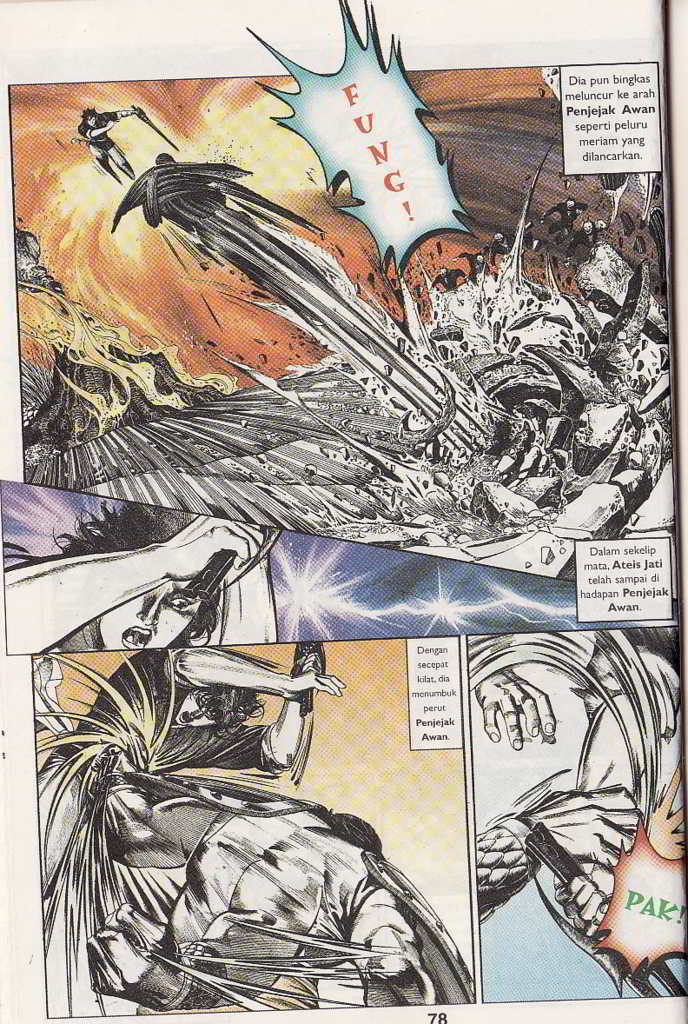 Dia pun bingkas
meluncur ke arah
Penjejak Awan
seperti peluru
meriam yang
dilancarkan.
FUNG!
Dalam sekelip
mata, Ateis Jati
telah sampai di
hadapan Penjejak
Awan.
Dengan
secepat
kilat, dia
menumbuk
perut
Penjejak
Awan.
PAK!
78